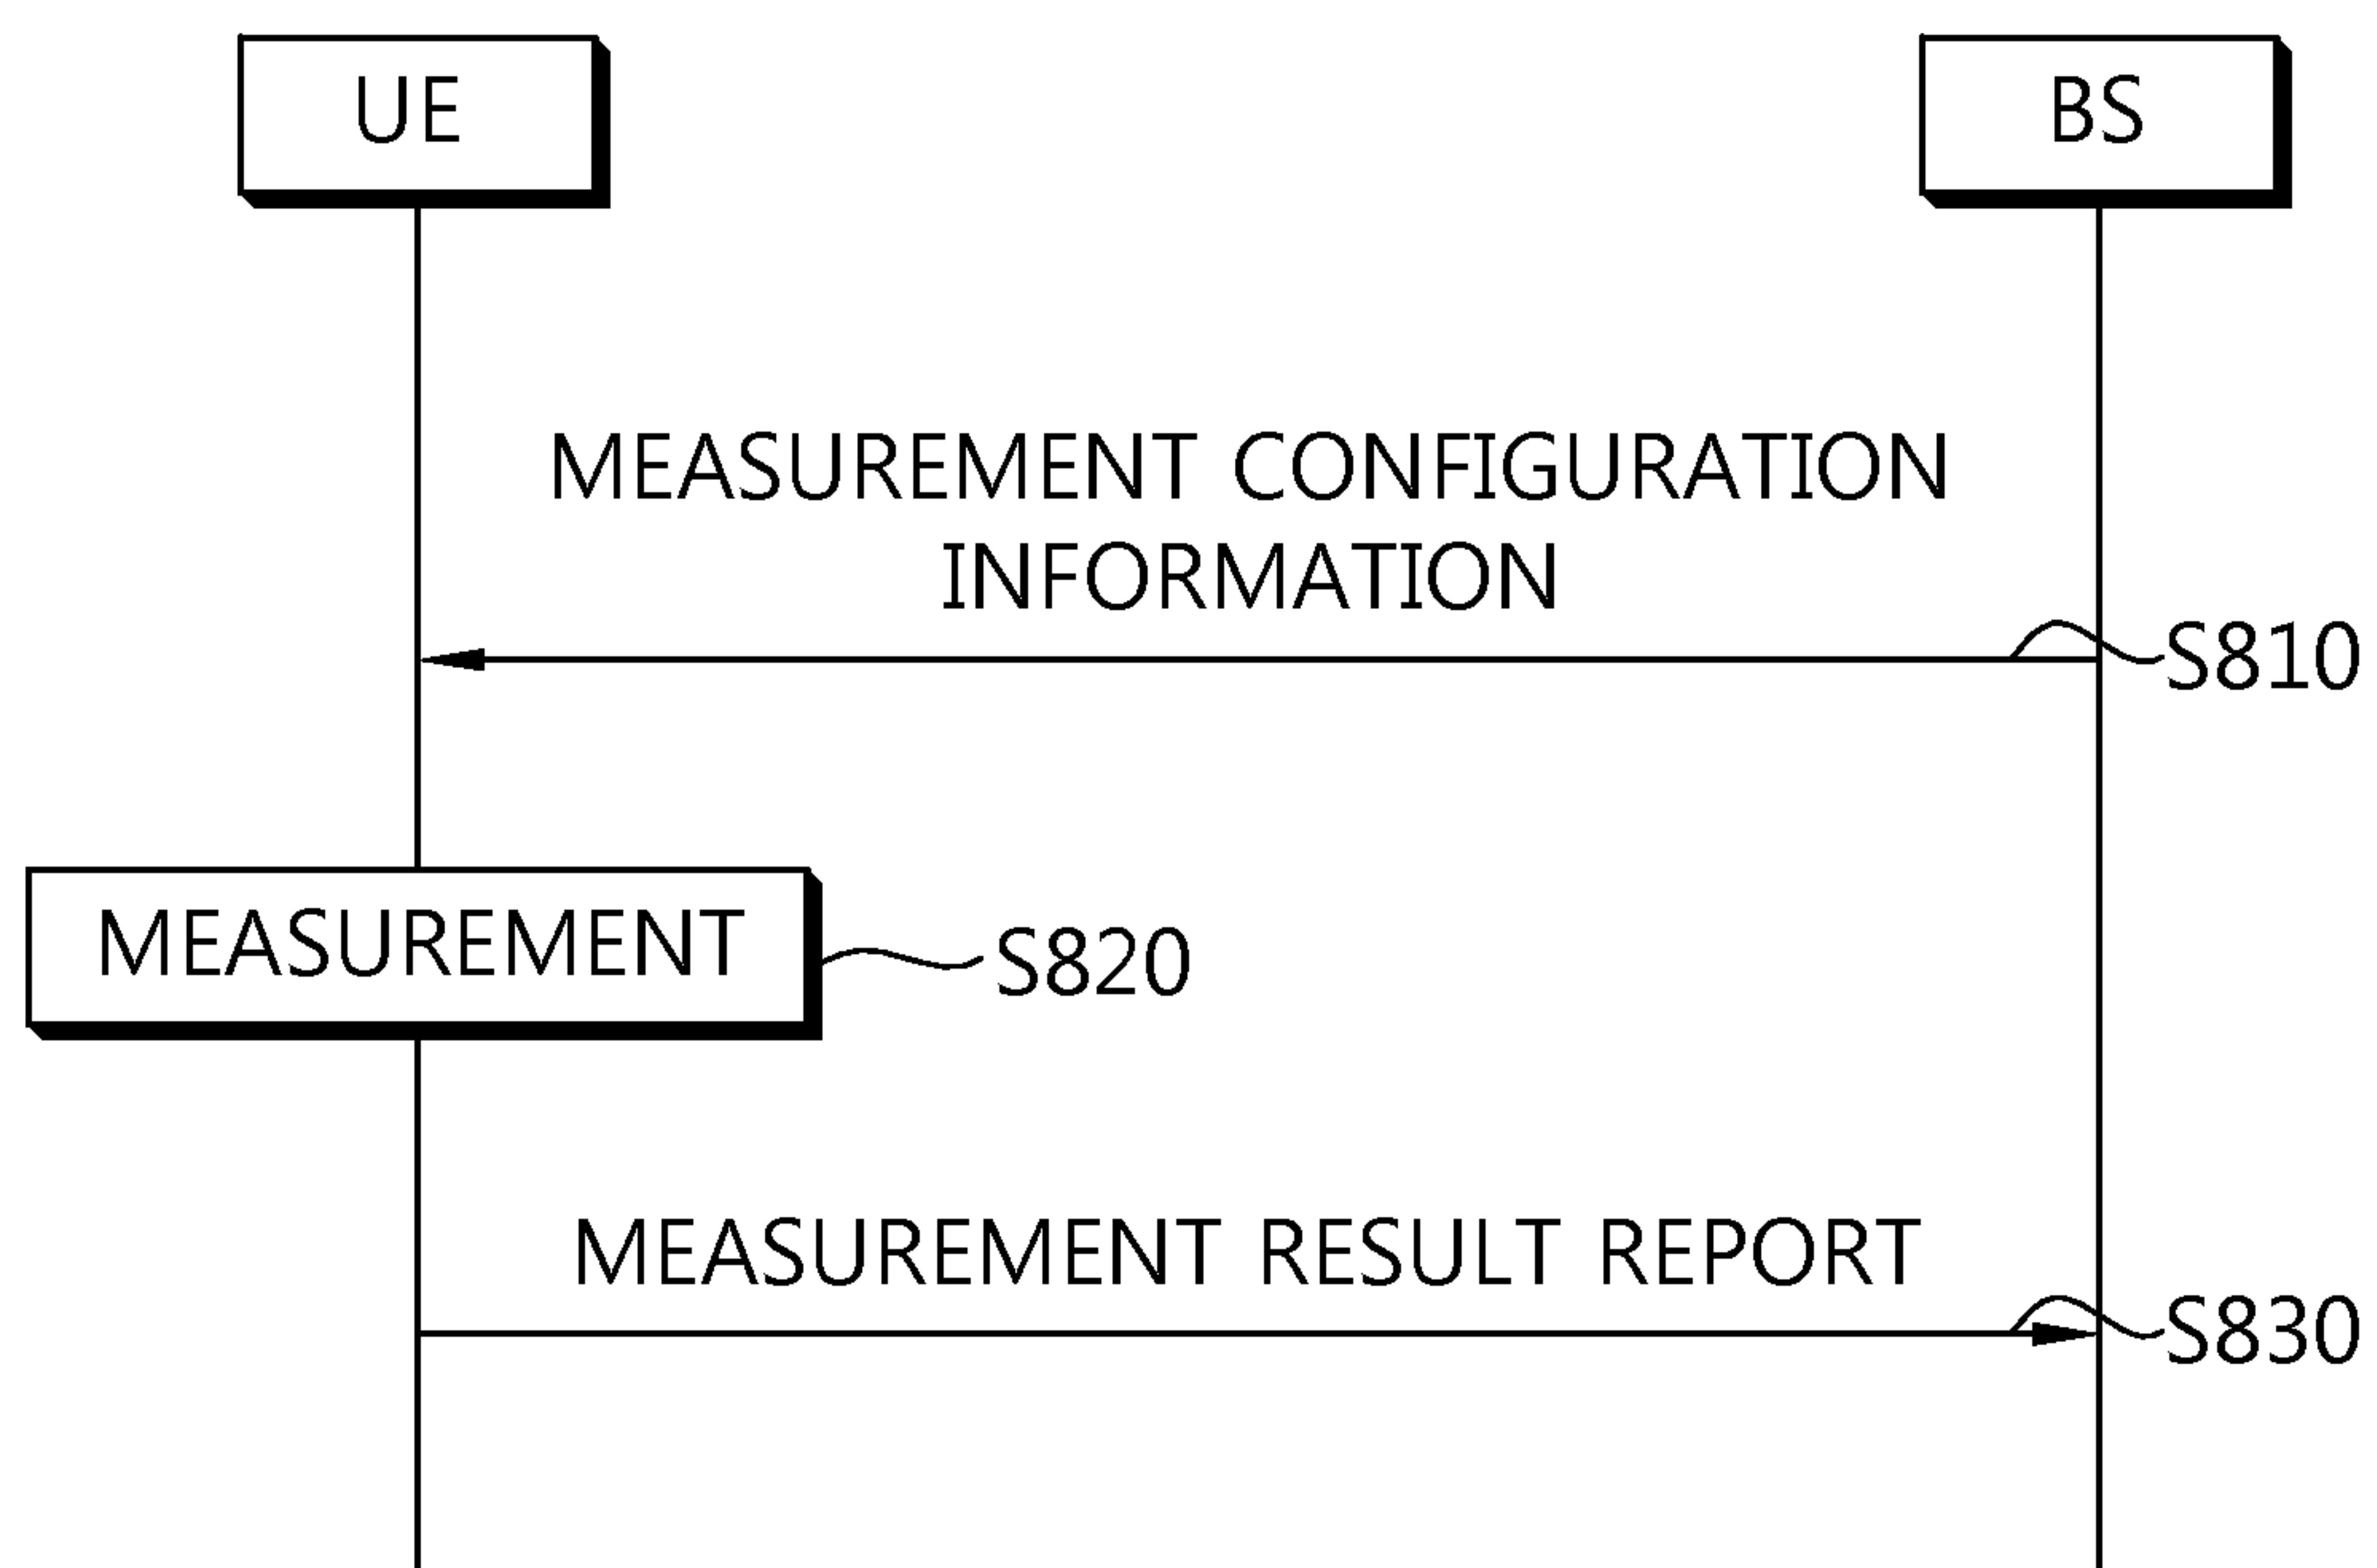 UE
BS
MEASUREMENT CONFIGURATION
INFORMATION
S810
MEASUREMENT
S820
MEASUREMENT RESULT REPORT
S830